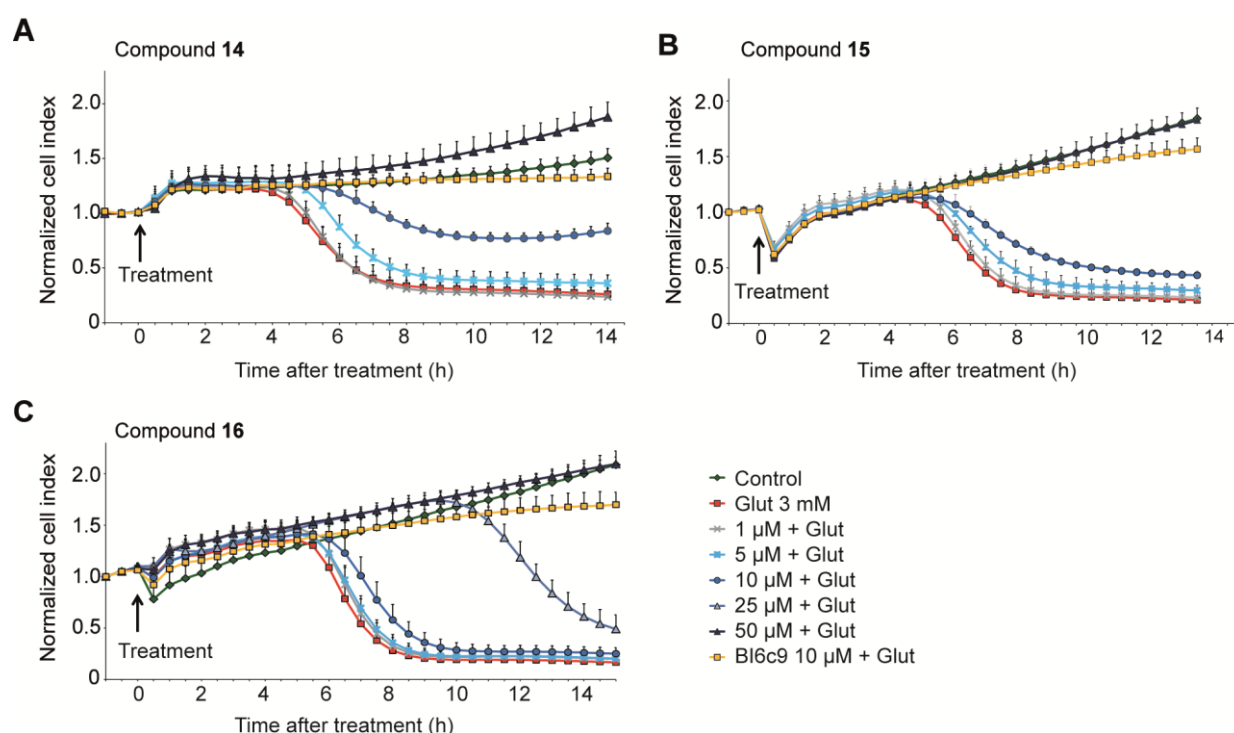 A
Compound 14
Normalized cell index
2.0
1.5
1.0
0.5
0
Treatment
0 2 4 6 8 10 12 14
Time after treatment (h)
B
Compound 15
Normalized cell index
2.0
1.5
1.0
0.5
0
Treatment
0 2 4 6 8 10 12 14
Time after treatment (h)
C
Compound 16
Normalized cell index
2.0
1.5
1.0
0.5
0
Treatment
0 2 4 6 8 10 12 14
Time after treatment (h)
Control
Glut 3 mM
1 µM + Glut
5 µM + Glut
10 µM + Glut
25 µM + Glut
50 µM + Glut
BI6c9 10 µM + Glut